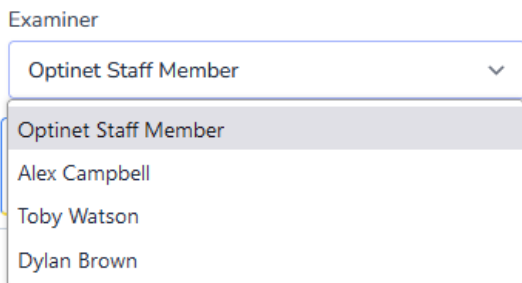 Examiner
Optinet Staff Member
Optinet Staff Member
Alex Campbell
Toby Watson
Dylan Brown